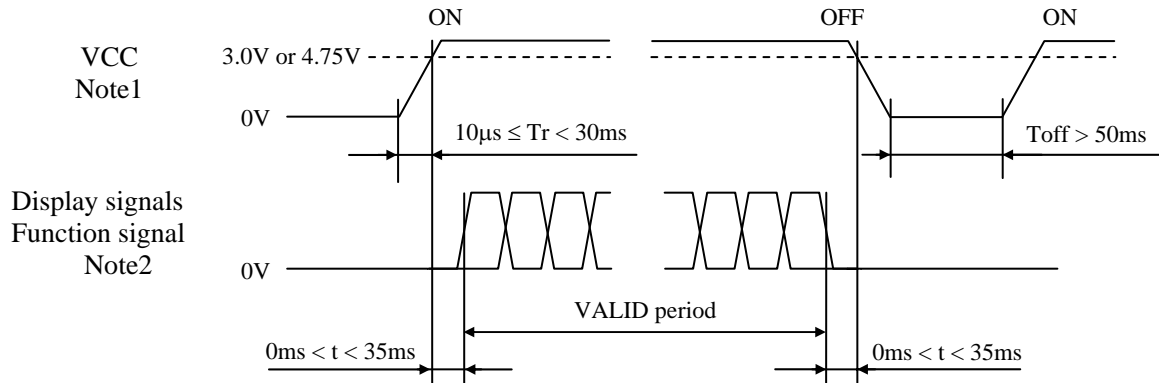 ON
OFF
ON
VCC
Note1
3.0V or 4.75V
0V
10μs ≤ Tr < 30ms
Toff > 50ms
Display signals
Function signal
Note2
0V
VALID period
0ms < t < 35ms
0ms < t < 35ms